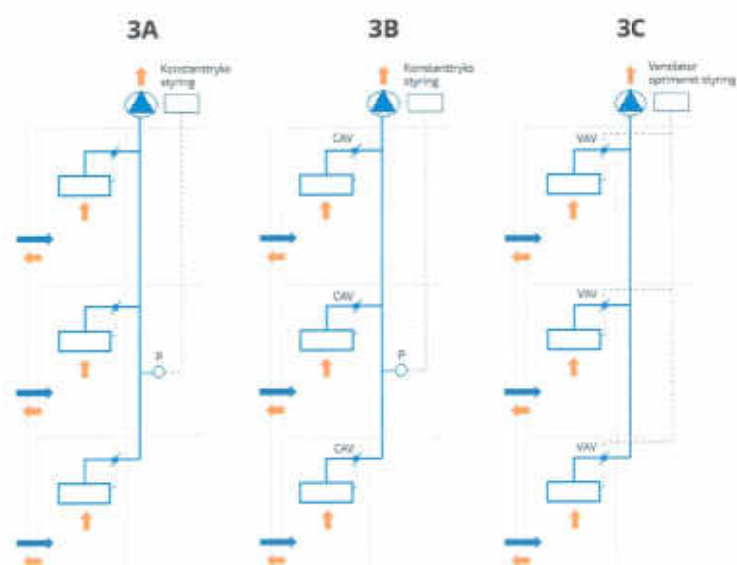 3A
3B
3C
Konstanttryks
styring
Konstanttryks
styring
Ventilator
optimeret styring
CAV
VAV
CAV
VAV
P
P
CAV
VAV